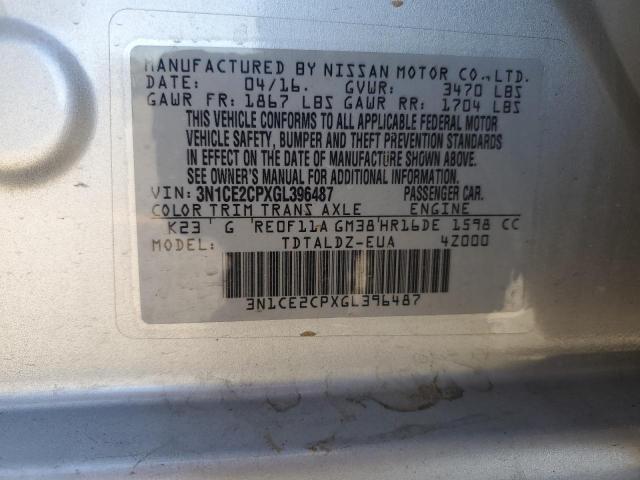 MANUFACTURED BY NISSAN MOTOR CO., LTD.
DATE: 04/16. GVWR: 3470 LBS
GAWR FR: 1867 LBS GAWR RR: 1704 LBS
THIS VEHICLE CONFORMS TO ALL APPLICABLE FEDERAL MOTOR
VEHICLE SAFETY, BUMPER AND THEFT PREVENTION STANDARDS
IN EFFECT ON THE DATE OF MANUFACTURE SHOWN ABOVE.
SEE OWNER'S MANUAL FOR ADDITIONAL INFORMATION.
VIN: 3N1CE2CPXGL396487 PASSENGER CAR.
COLOR TRIM TRANS AXLE ENGINE
K23' G 'RE0F11A GM38'HR16DE 1598 CC
MODEL: TDTALDZ-EUA 4Z000
3N1CE2CPXGL396487